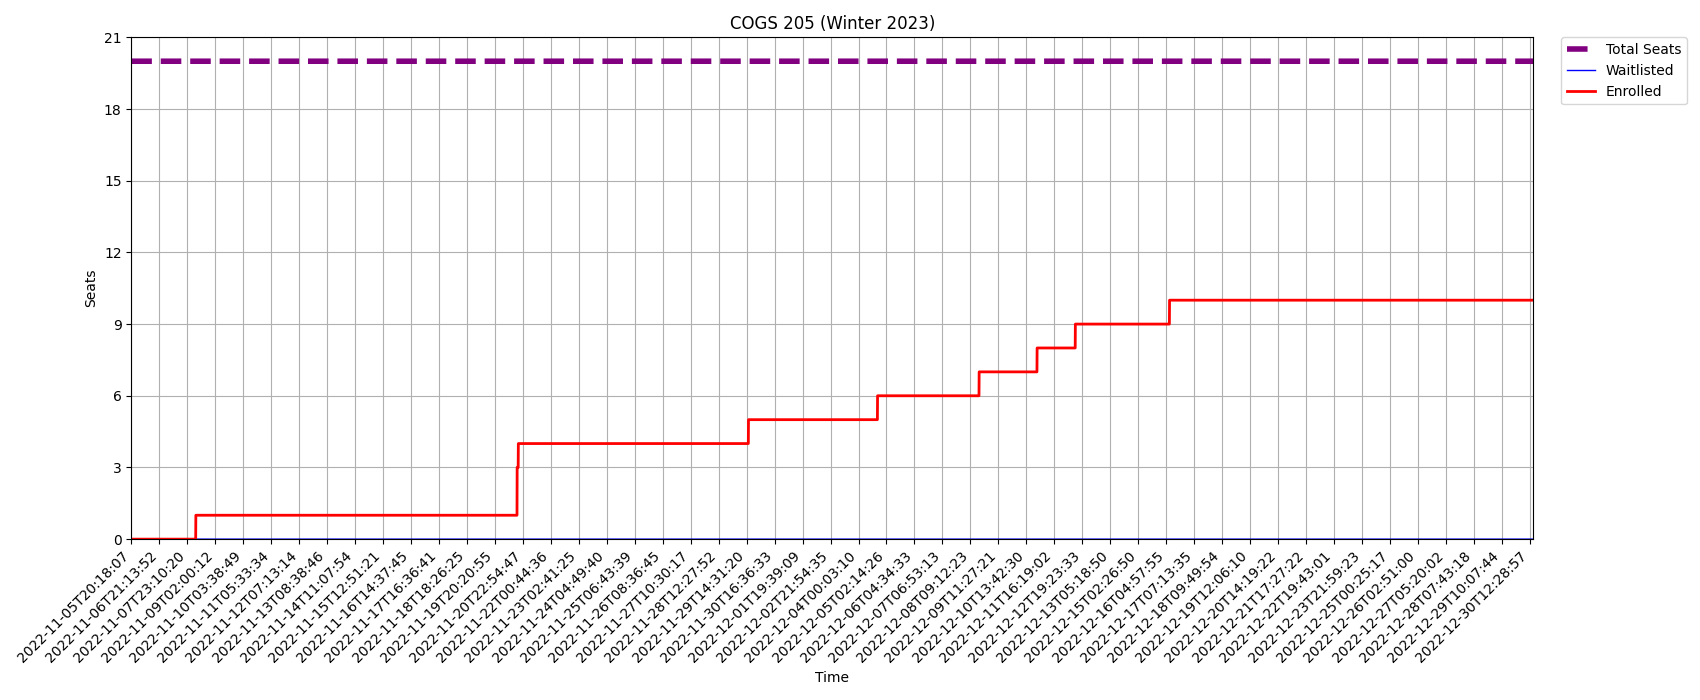 COGS 205 (Winter 2023)
Total Seats
Waitlisted
Enrolled
Seats
21
18
15
12
9
6
3
0
2022-11-05T20:18:07
2022-11-06T21:13:52
2022-11-07T23:10:20
2022-11-09T02:00:12
2022-11-10T03:38:49
2022-11-11T05:33:34
2022-11-12T07:13:14
2022-11-13T08:38:46
2022-11-14T11:07:54
2022-11-15T12:51:21
2022-11-16T14:37:45
2022-11-17T16:36:41
2022-11-18T18:26:25
2022-11-19T20:20:55
2022-11-20T22:54:47
2022-11-22T00:44:36
2022-11-23T02:41:25
2022-11-24T04:49:40
2022-11-25T06:43:39
2022-11-26T08:36:45
2022-11-27T10:30:17
2022-11-28T12:27:52
2022-11-29T14:31:20
2022-11-30T16:36:33
2022-12-01T19:39:09
2022-12-02T21:54:35
2022-12-04T00:03:10
2022-12-05T02:14:26
2022-12-06T04:34:33
2022-12-07T06:53:13
2022-12-08T09:12:23
2022-12-09T11:27:21
2022-12-10T13:42:30
2022-12-11T16:19:02
2022-12-12T19:23:33
2022-12-13T05:18:50
2022-12-15T02:26:50
2022-12-16T04:57:55
2022-12-17T07:13:35
2022-12-18T09:49:54
2022-12-19T12:06:10
2022-12-20T14:19:22
2022-12-21T17:27:22
2022-12-22T19:43:01
2022-12-23T21:59:23
2022-12-25T00:25:17
2022-12-26T02:51:00
2022-12-27T05:20:02
2022-12-28T07:43:18
2022-12-29T10:07:44
2022-12-30T12:28:57
Time